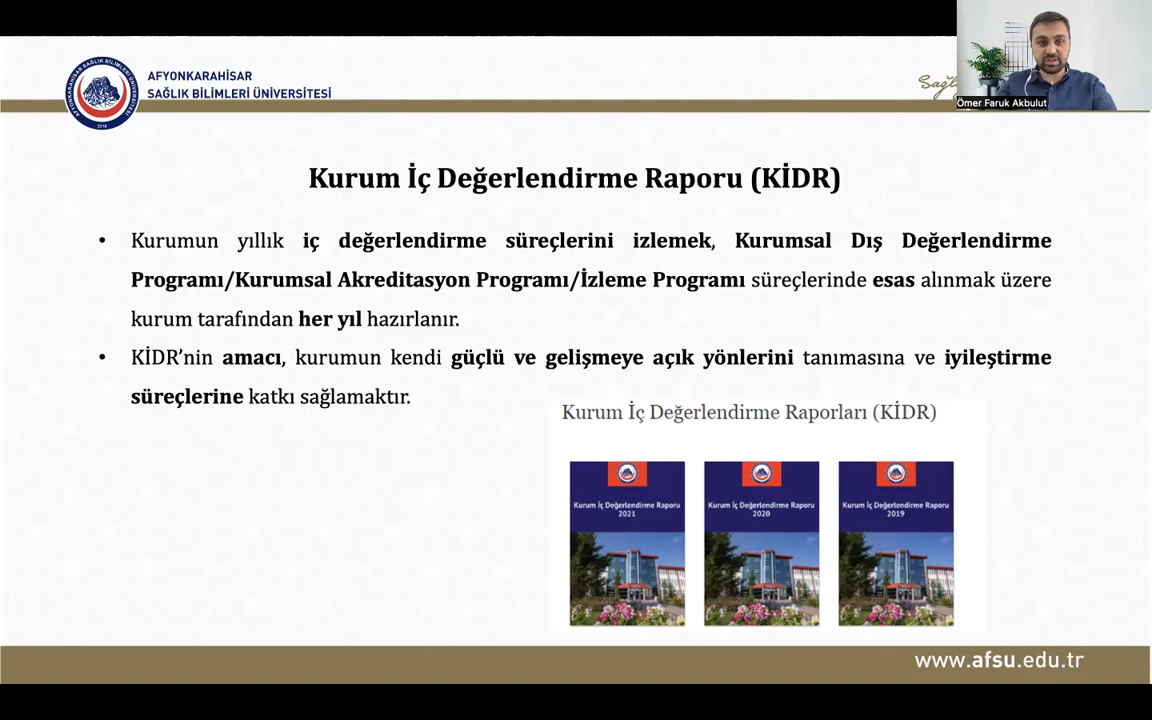 AFYONKARAHİSAR
SAĞLIK BİLİMLERİ ÜNİVERSİTESİ
Ömer Faruk Akbulut
Kurum İç Değerlendirme Raporu (KİDR)
• Kurumun yıllık iç değerlendirme süreçlerini izlemek, Kurumsal Dış Değerlendirme
Programı/Kurumsal Akreditasyon Programı/İzleme Programı süreçlerinde esas alınmak üzere
kurum tarafından her yıl hazırlanır.
• KİDR’nin amacı, kurumun kendi güçlü ve gelişmeye açık yönlerini tanımasına ve iyileştirme
süreçlerine katkı sağlamaktır.
Kurum İç Değerlendirme Raporları (KİDR)
Kurum İç Değerlendirme Raporu
2021
Kurum İç Değerlendirme Raporu
2020
Kurum İç Değerlendirme Raporu
2019
www.afsu.edu.tr